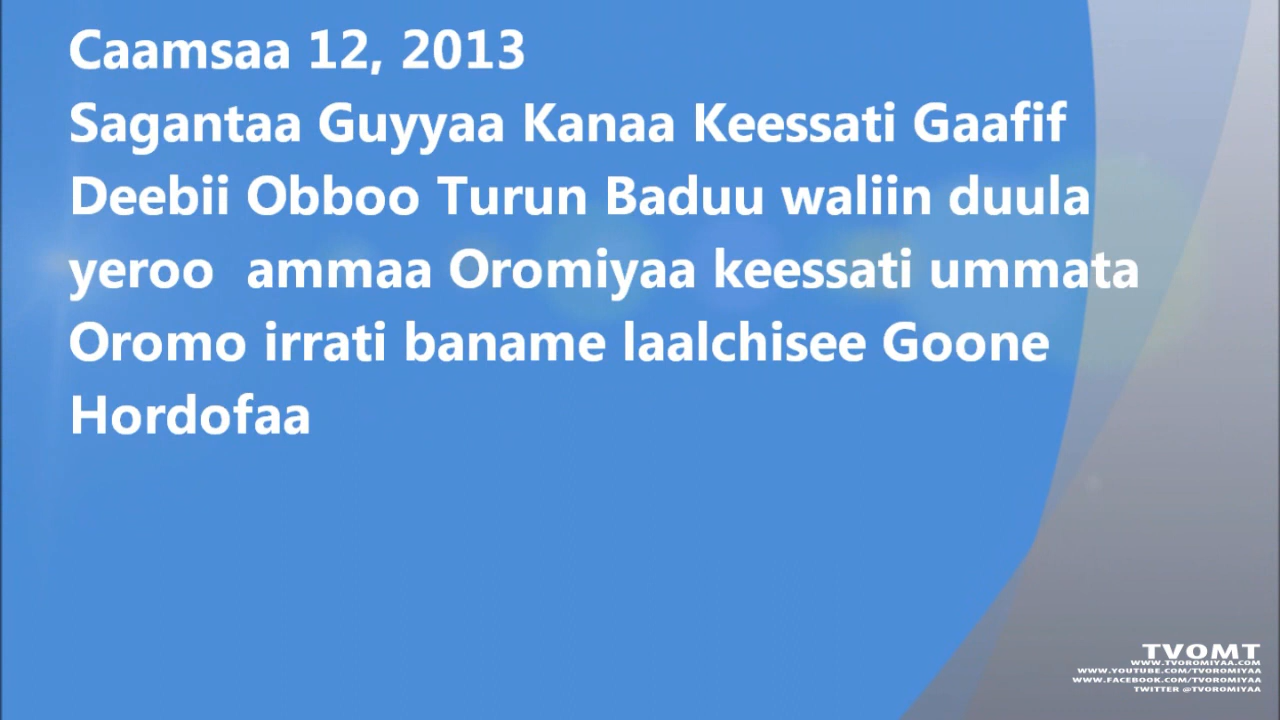 Caamsaa 12, 2013
Sagantaa Guyyaa Kanaa Keessati Gaafif
Deebii Obboo Turun Baduu waliin duula
yeroo  ammaa Oromiyaa keessati ummata
Oromo irrati baname laalchisee Goone
Hordofaa
TVOMT
WWW.TVOROMIYAA.COM
WWW.YOUTUBE.COM/TVOROMIYAA
WWW.FACEBOOK.COM/TVOROMIYAA
TWITTER @TVOROMIYAA